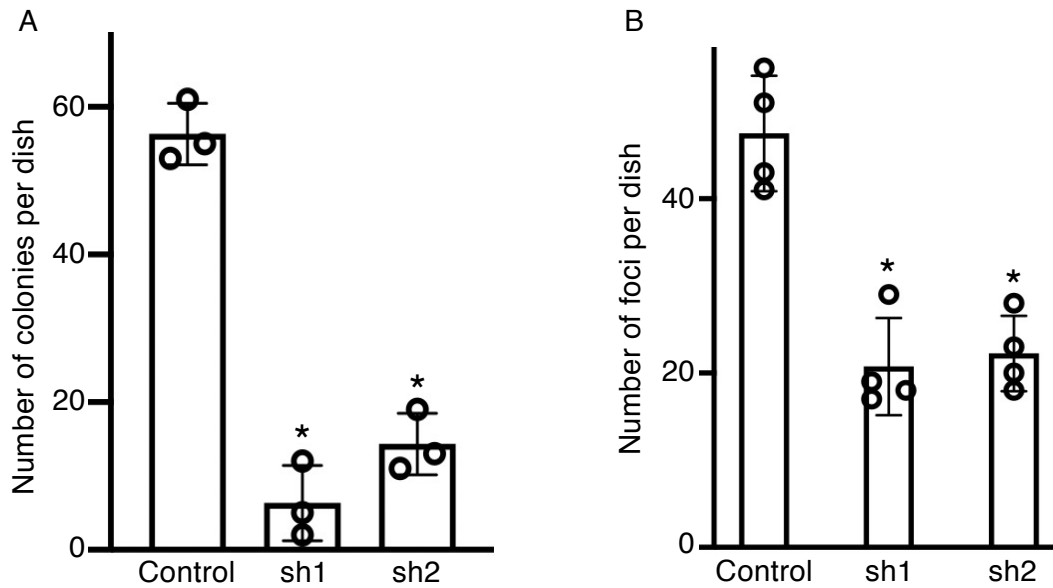 A
Number of colonies per dish
60
40
20
0
*
*
Control sh1 sh2
B
Number of foci per dish
40
20
0
*
*
Control sh1 sh2